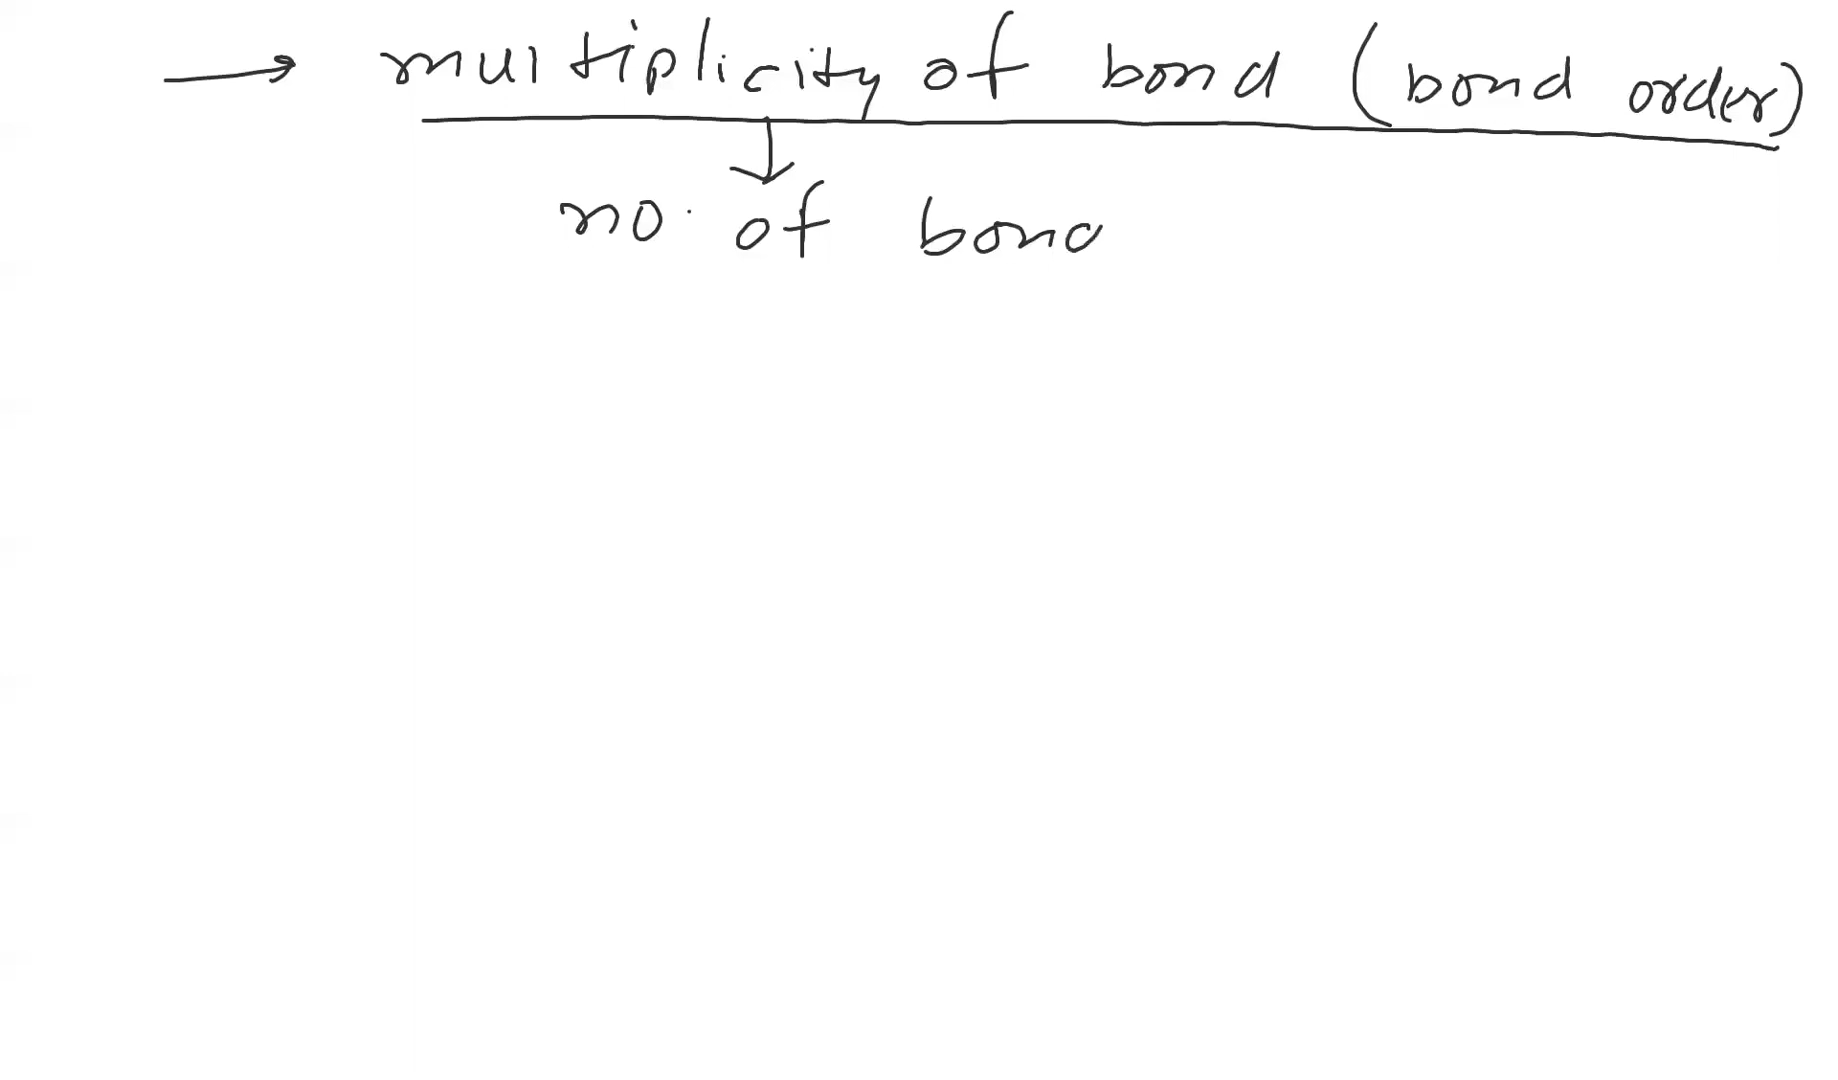 → multiplicity of bond (bond order)
↓
no. of bond